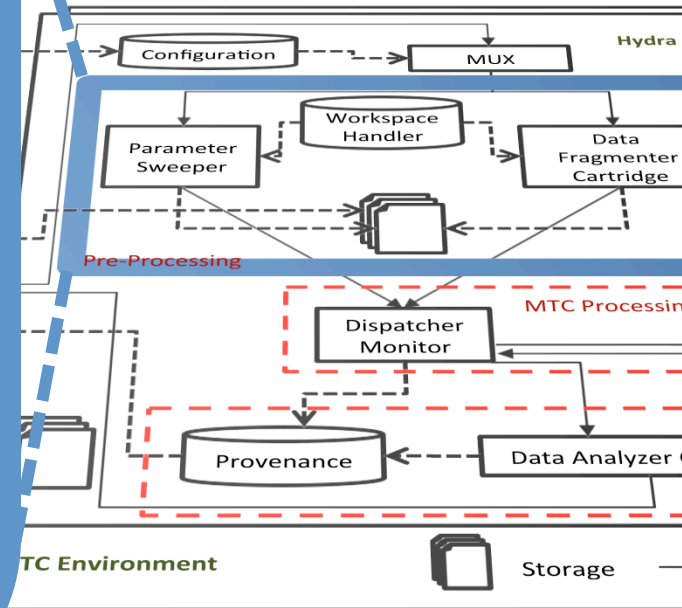 Hydra
Configuration
MUX
Workspace
Handler
Parameter
Sweeper
Data
Fragmenter
Cartridge
Pre-Processing
MTC Processin
Dispatcher
Monitor
Provenance
Data Analyzer
TC Environment
Storage